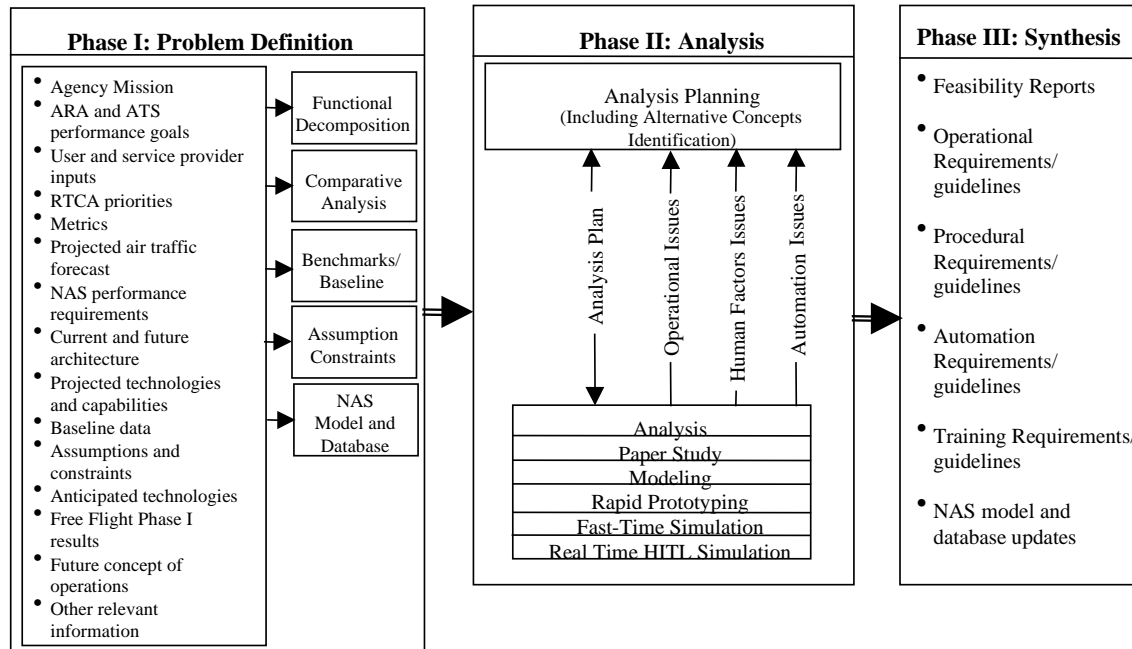 Phase I: Problem Definition
• Agency Mission
• ARA and ATS
performance goals
• User and service provider
inputs
• RTCA priorities
• Metrics
• Projected air traffic
forecast
• NAS performance
requirements
• Current and future
architecture
• Projected technologies
and capabilities
• Baseline data
• Assumptions and
constraints
• Anticipated technologies
• Free Flight Phase I
results
• Future concept of
operations
• Other relevant
information
Functional
Decomposition
Comparative
Analysis
Benchmarks/
Baseline
Assumption
Constraints
NAS
Model and
Database
Phase II: Analysis
Analysis Planning
(Including Alternative Concepts
Identification)
Analysis Plan
Operational Issues
Human Factors Issues
Automation Issues
Analysis
Paper Study
Modeling
Rapid Prototyping
Fast-Time Simulation
Real Time HITL Simulation
Phase III: Synthesis
• Feasibility Reports
• Operational
Requirements/
guidelines
• Procedural
Requirements/
guidelines
• Automation
Requirements/
guidelines
• Training Requirements/
guidelines
• NAS model and
database updates